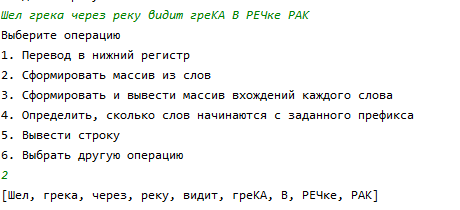 Шел грека через реку видит греКА В РЕЧке РАК
Выберите операцию
1. Перевод в нижний регистр
2. Сформировать массив из слов
3. Сформировать и вывести массив вхождений каждого слова
4. Определить, сколько слов начинаются с заданного префикса
5. Вывести строку
6. Выбрать другую операцию
2
[Шел, грека, через, реку, видит, греКА, В, РЕЧке, РАК]